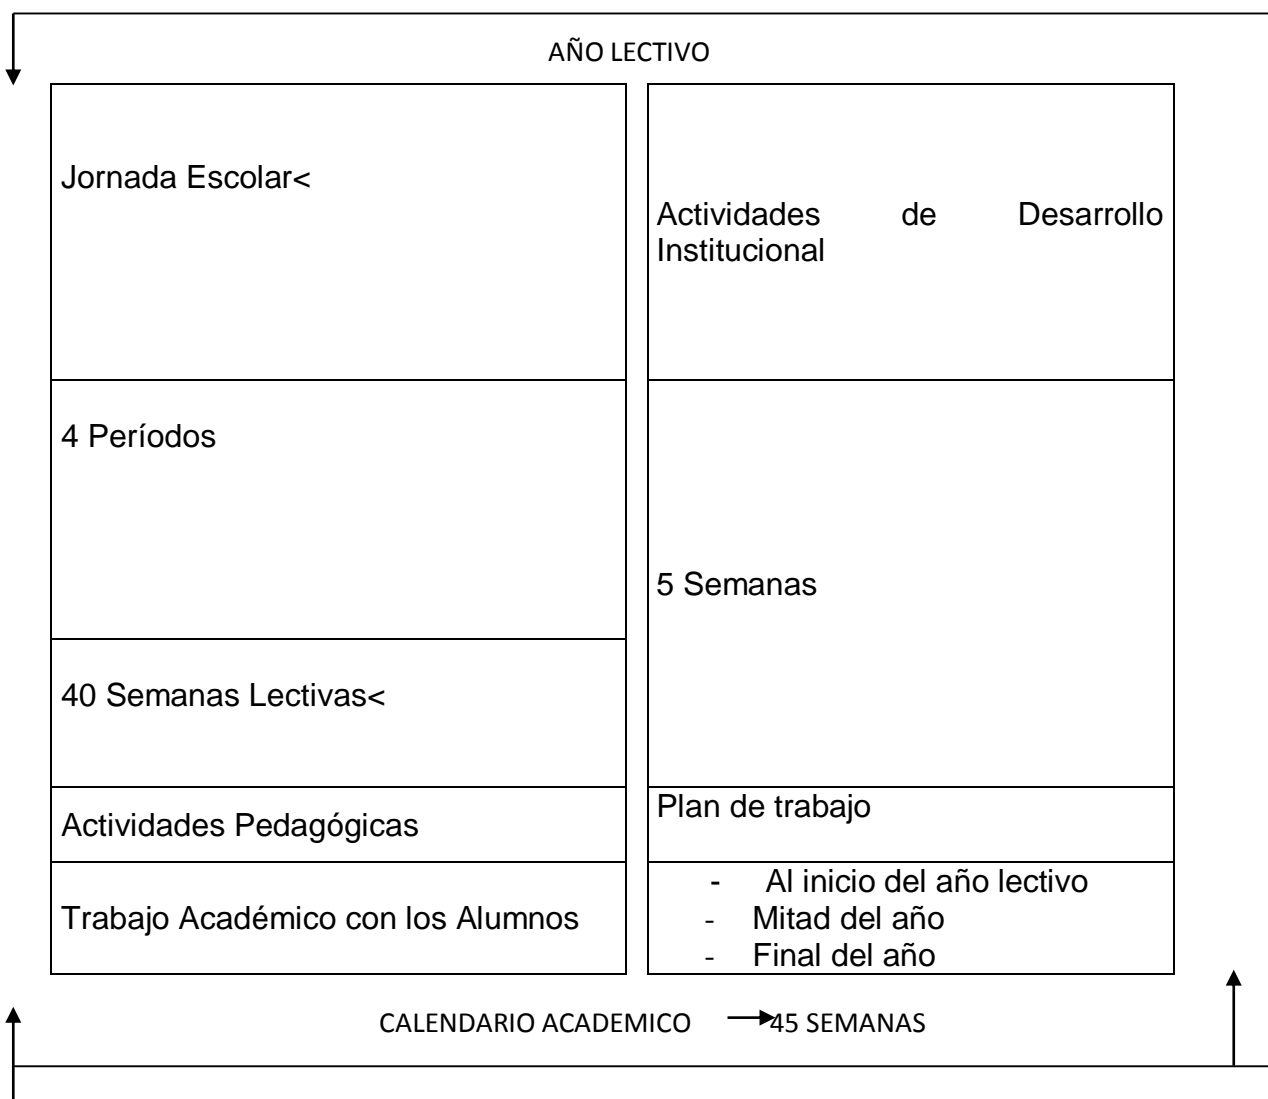 AÑO LECTIVO
Jornada Escolar<
4 Períodos
40 Semanas Lectivas<
Actividades Pedagógicas
Trabajo Académico con los Alumnos
Actividades de Desarrollo
Institucional
5 Semanas
Plan de trabajo
- Al inicio del año lectivo
- Mitad del año
- Final del año
CALENDARIO ACADEMICO 45 SEMANAS